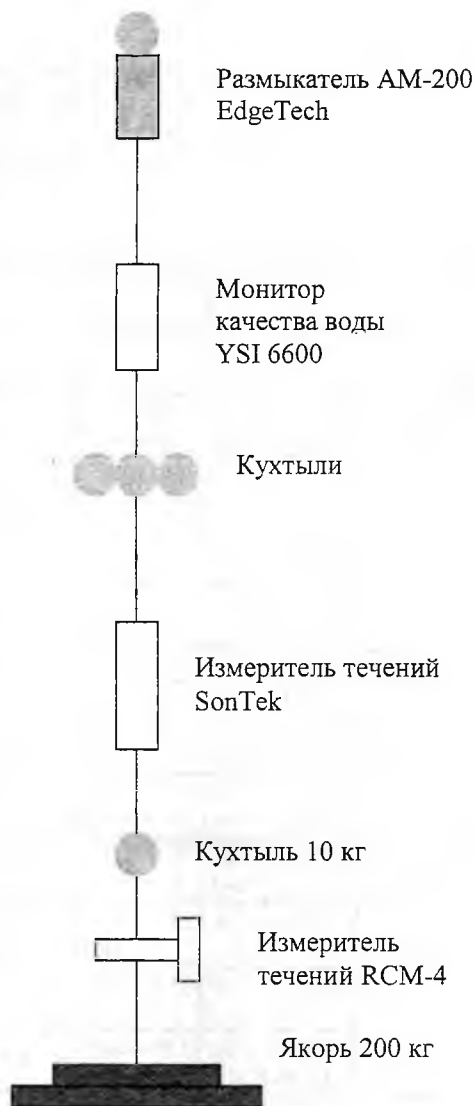 Размыкатель АМ-200
EdgeTech
Монитор
качества воды
YSI 6600
Кухтыли
Измеритель течений
SonTek
Кухтыль 10 кг
Измеритель
течений RCM-4
Якорь 200 кг